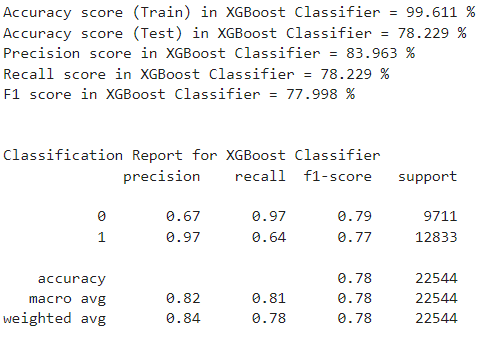 Accuracy score (Train) in XGBoost Classifier = 99.611 %
Accuracy score (Test) in XGBoost Classifier = 78.229 %
Precision score in XGBoost Classifier = 83.963 %
Recall score in XGBoost Classifier = 78.229 %
F1 score in XGBoost Classifier = 77.998 %
Classification Report for XGBoost Classifier
precision recall f1-score support
0 0.67 0.97 0.79 9711
1 0.97 0.64 0.77 12833
accuracy 0.78 22544
macro avg 0.82 0.81 0.78 22544
weighted avg 0.84 0.78 0.78 22544